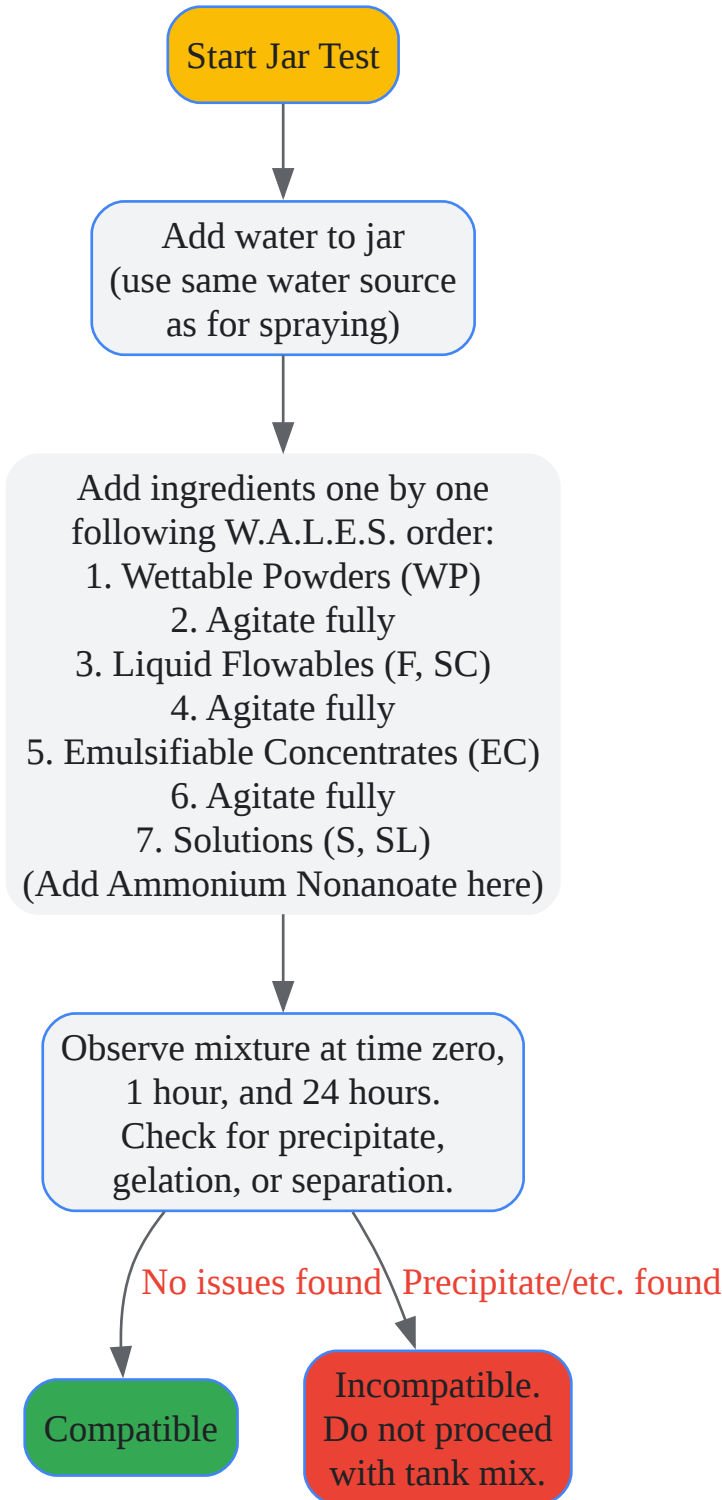 Start Jar Test
Add water to jar
(use same water source
as for spraying)
Add ingredients one by one
following W.A.L.E.S. order:
1. Wettable Powders (WP)
2. Agitate fully
3. Liquid Flowables (F, SC)
4. Agitate fully
5. Emulsifiable Concentrates (EC)
6. Agitate fully
7. Solutions (S, SL)
(Add Ammonium Nonanoate here)
Observe mixture at time zero,
1 hour, and 24 hours.
Check for precipitate,
gelation, or separation.
No issues found
Precipitate/etc. found
Compatible
Incompatible.
Do not proceed
with tank mix.